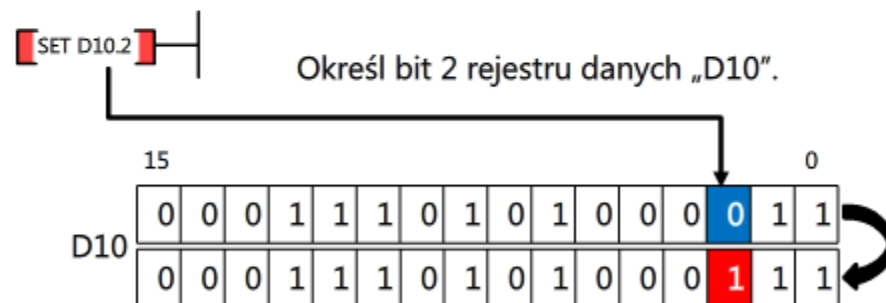 SET D10.2
Określ bit 2 rejestru danych „D10”.
15 0
0 0 0 1 1 1 0 1 0 1 0 0 0 0 1 1
D10
0 0 0 1 1 1 0 1 0 1 0 0 0 1 1 1